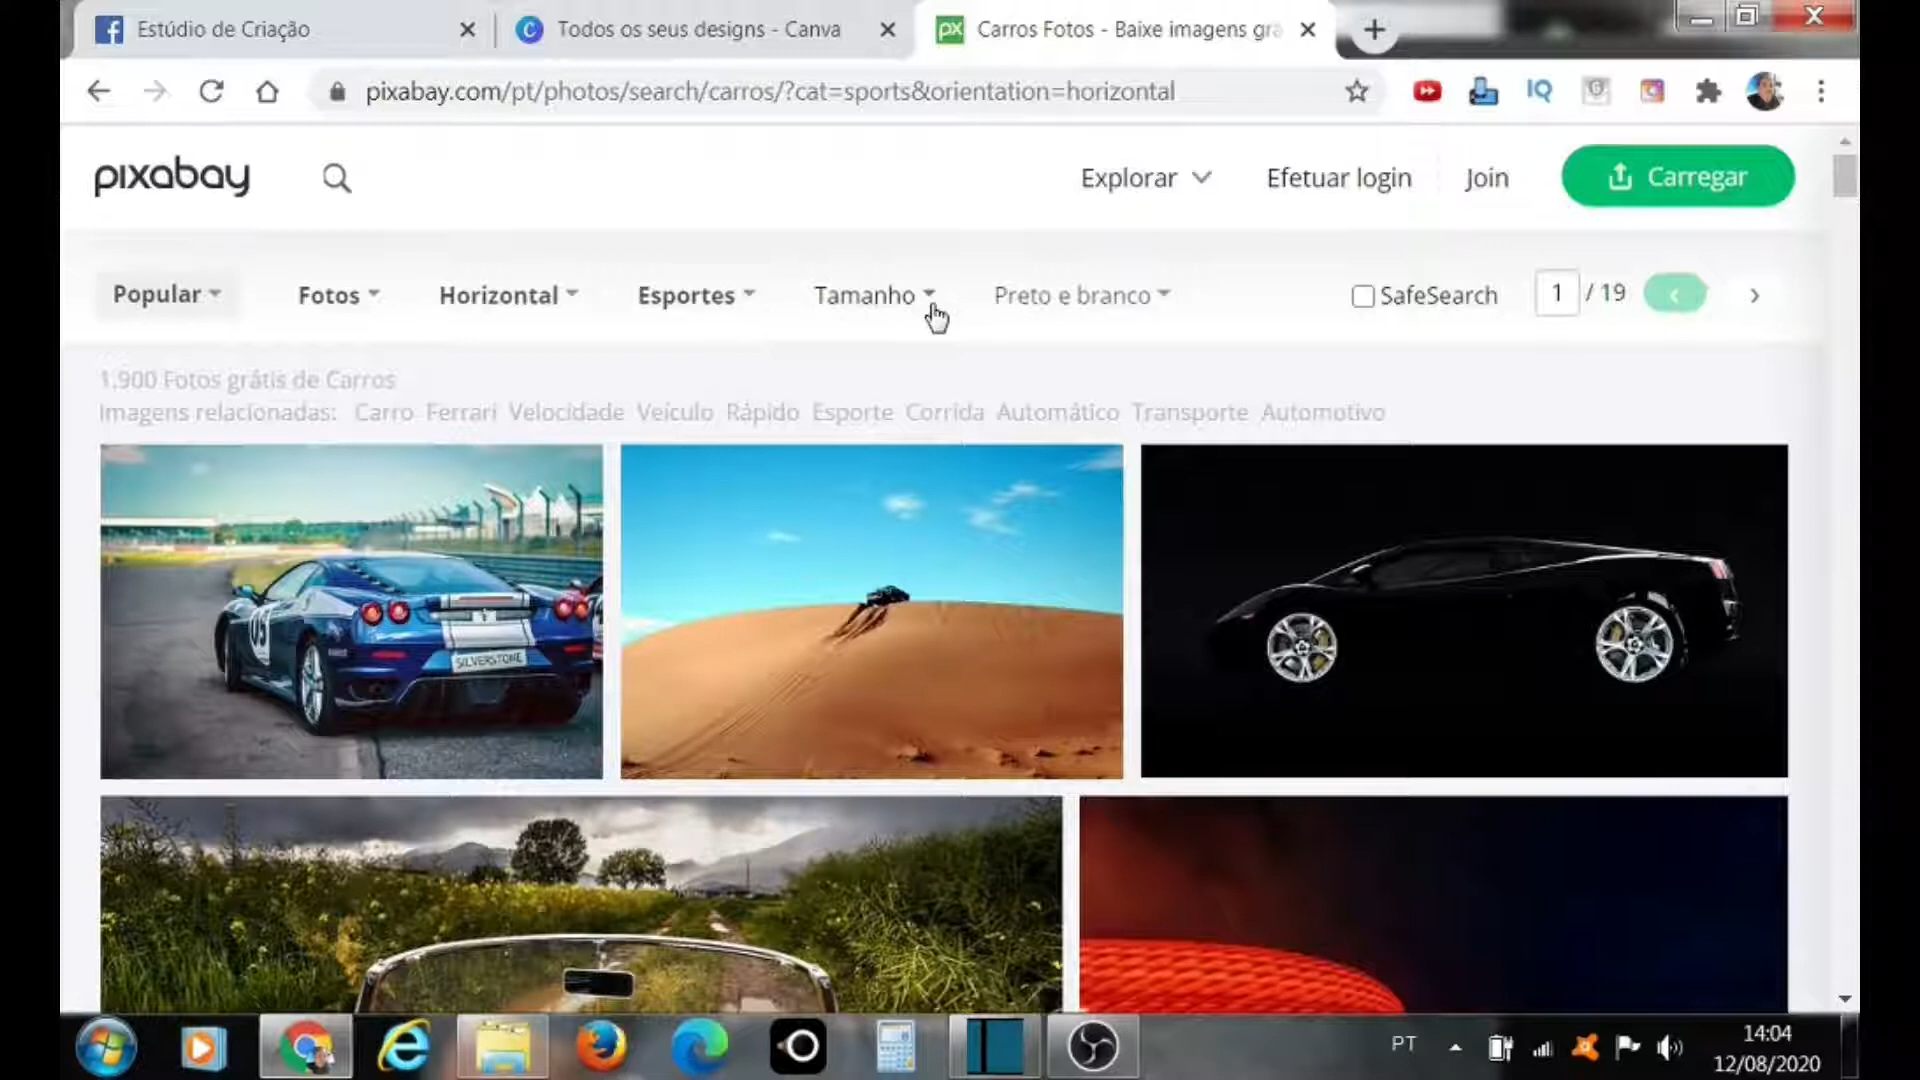 Estúdio de Criação
Todos os seus designs - Canva
Carros Fotos - Baixe imagens gra
pixabay.com/pt/photos/search/carros/?cat=sports&orientation=horizontal
pixabay
Explorar
Efetuar login
Join
Carregar
Popular
Fotos
Horizontal
Esportes
Tamanho
Preto e branco
SafeSearch
1 / 19
1.900 Fotos grátis de Carros
Imagens relacionadas: Carro Ferrari Velocidade Veículo Rápido Esporte Corrida Automático Transporte Automotivo
05
SILVERSTONE
PT
14:04
12/08/2020